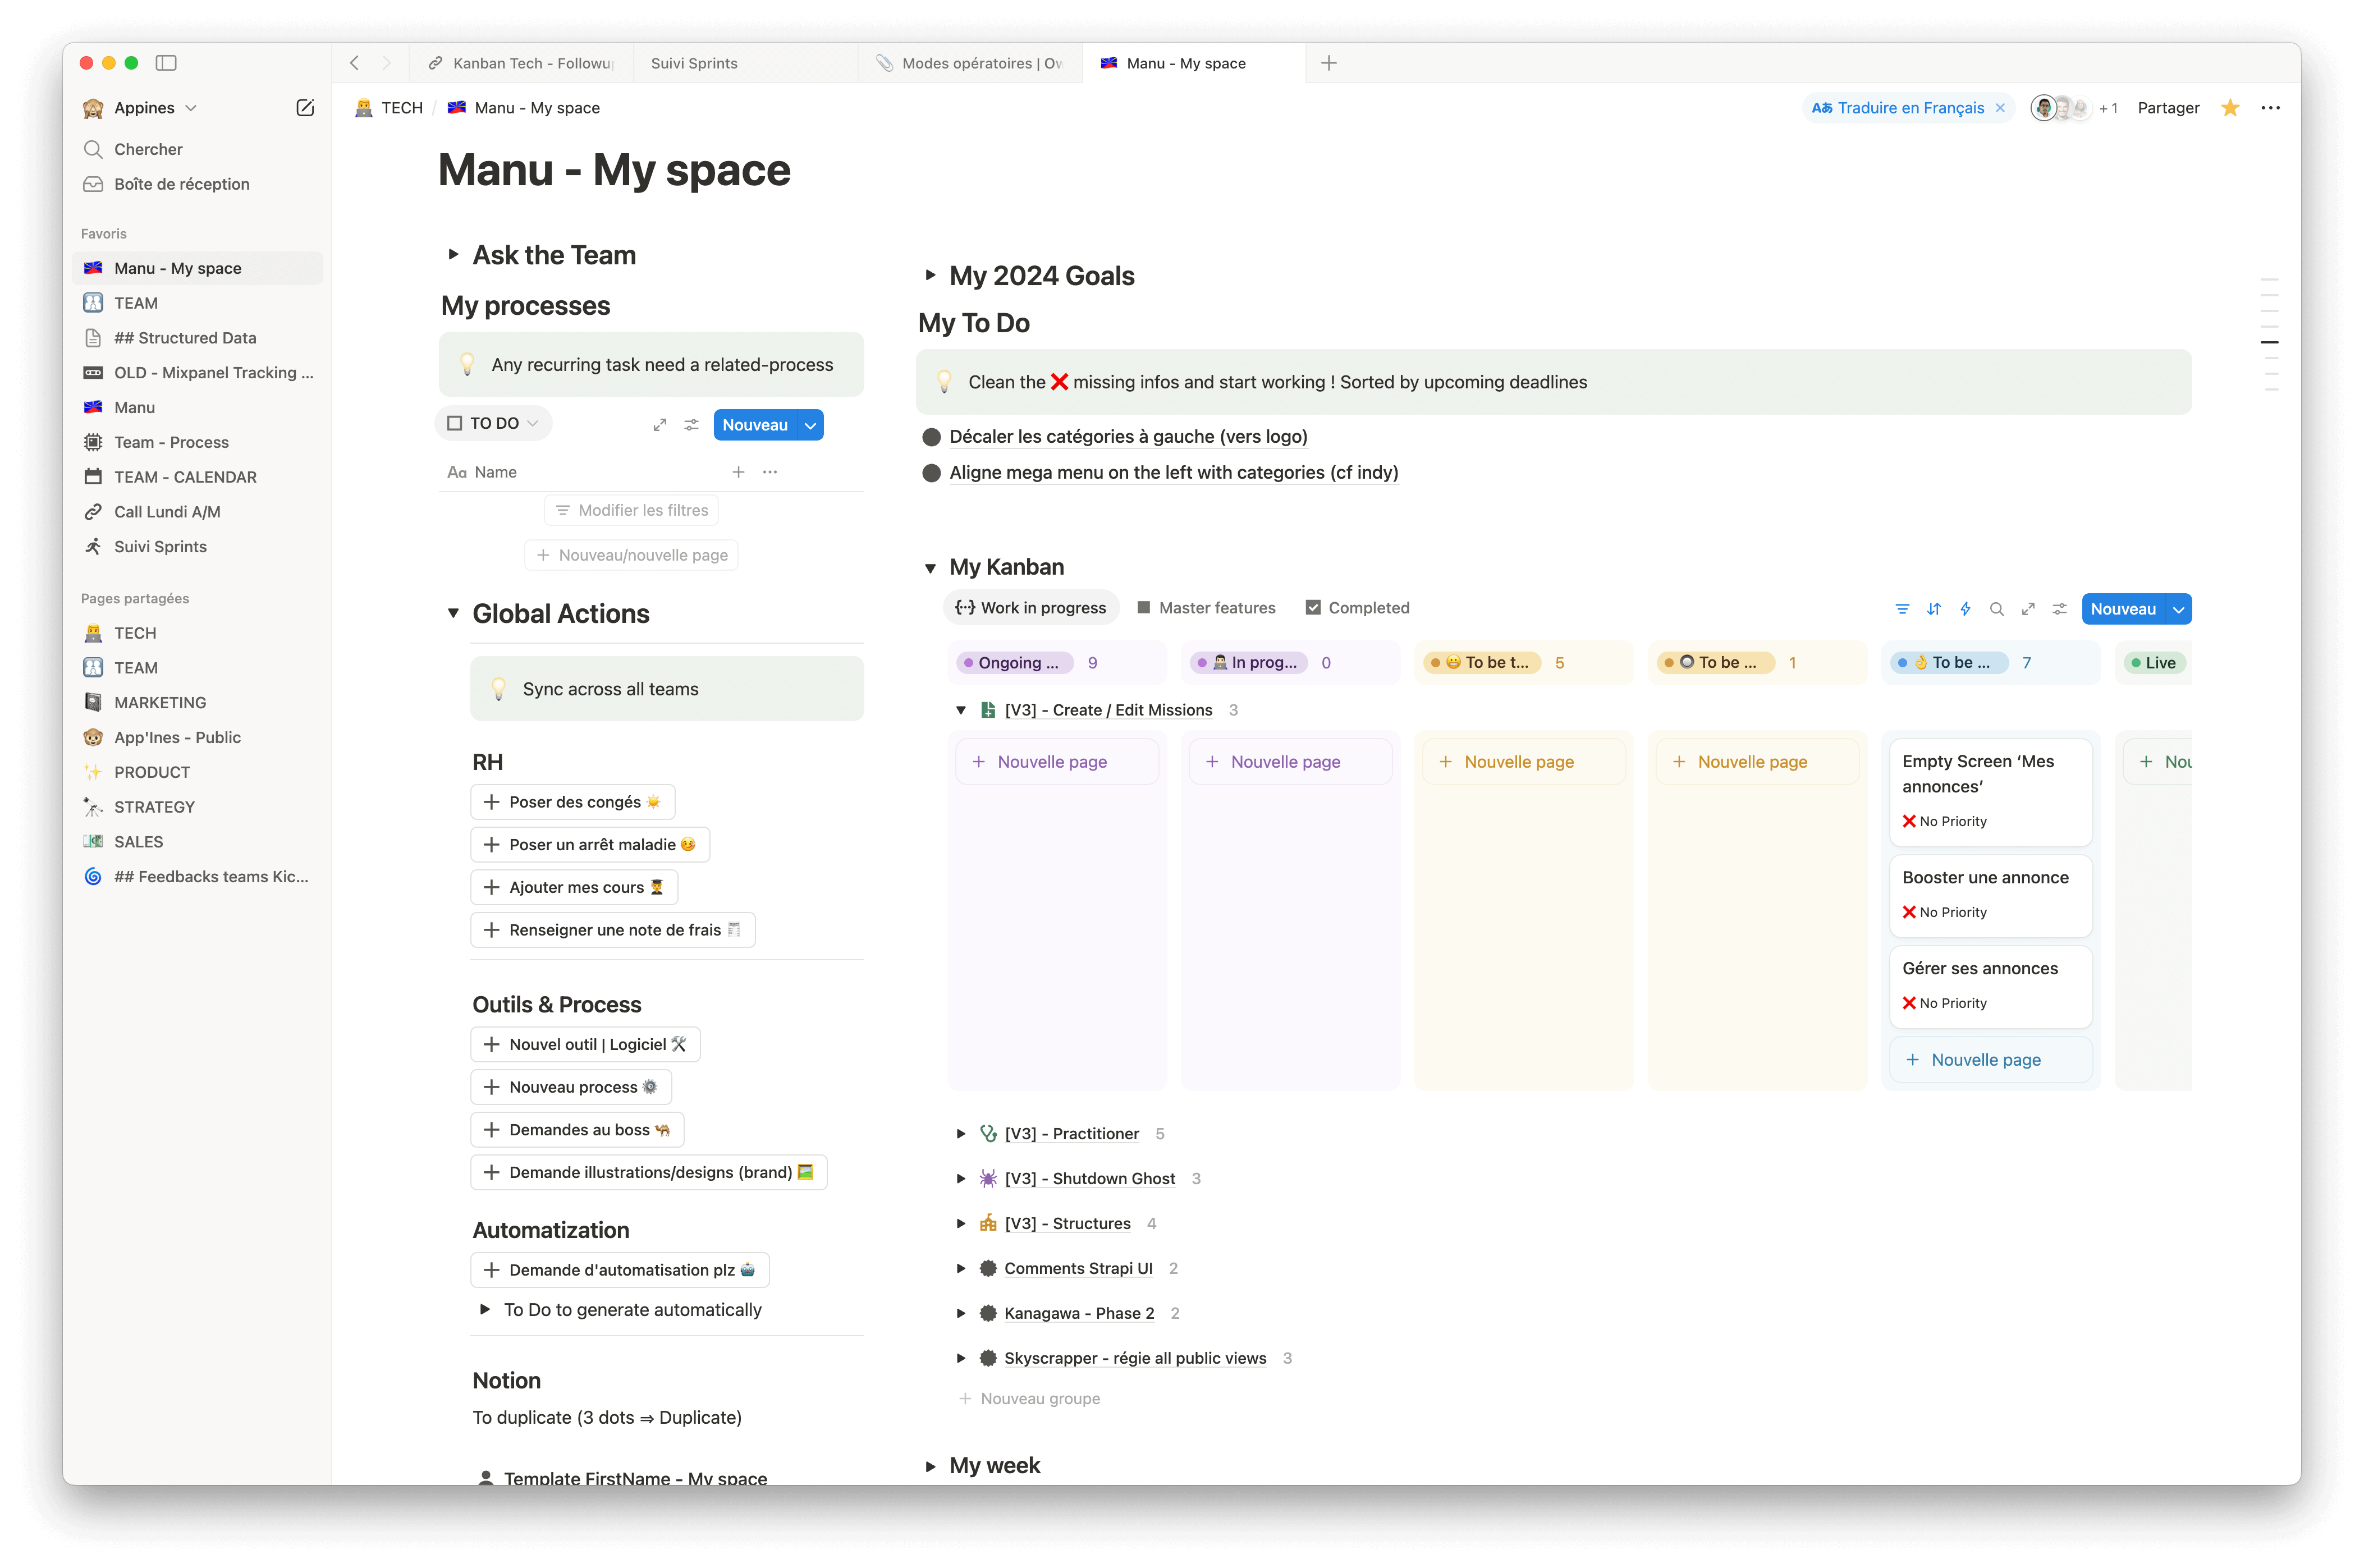 Kanban Tech - Followu
Suivi Sprints
Modes opératoires | Ow
Manu - My space
Appines
Chercher
Boîte de réception
Favoris
Manu - My space
TEAM
## Structured Data
OLD - Mixpanel Tracking ...
Manu
Team - Process
TEAM - CALENDAR
Call Lundi A/M
Suivi Sprints
Pages partagées
TECH
TEAM
MARKETING
App'Ines - Public
PRODUCT
STRATEGY
SALES
## Feedbacks teams Kic...
TECH / Manu - My space
Aあ Traduire en Français
+1
Partager
Manu - My space
Ask the Team
My processes
Any recurring task need a related-process
TO DO
Nouveau
Aa Name
Modifier les filtres
Nouveau/nouvelle page
Global Actions
Sync across all teams
RH
Poser des congés
Poser un arrêt maladie
Ajouter mes cours
Renseigner une note de frais
Outils & Process
Nouvel outil | Logiciel
Nouveau process
Demandes au boss
Demande illustrations/designs (brand)
Automatization
Demande d'automatisation plz
To Do to generate automatically
Notion
To duplicate (3 dots ⇒ Duplicate)
Template FirstName - My space
My 2024 Goals
My To Do
Clean the ❌ missing infos and start working ! Sorted by upcoming deadlines
Décaler les catégories à gauche (vers logo)
Aligne mega menu on the left with categories (cf indy)
My Kanban
Work in progress
Master features
Completed
Nouveau
Ongoing ... 9
In prog... 0
To be t... 5
To be ... 1
To be ... 7
Live
[V3] - Create / Edit Missions 3
Nouvelle page
Nouvelle page
Nouvelle page
Nouvelle page
Empty Screen ‘Mes
annonces’
❌ No Priority
Booster une annonce
❌ No Priority
Gérer ses annonces
❌ No Priority
Nouvelle page
Nou
[V3] - Practitioner 5
[V3] - Shutdown Ghost 3
[V3] - Structures 4
Comments Strapi UI 2
Kanagawa - Phase 2 2
Skyscrapper - régie all public views 3
Nouveau groupe
My week